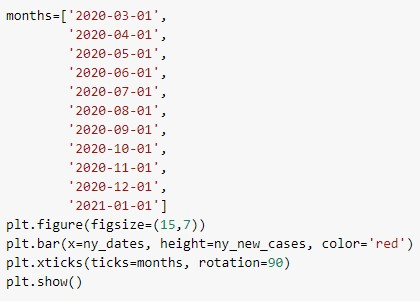 months=['2020-03-01',
        '2020-04-01',
        '2020-05-01',
        '2020-06-01',
        '2020-07-01',
        '2020-08-01',
        '2020-09-01',
        '2020-10-01',
        '2020-11-01',
        '2020-12-01',
        '2021-01-01']
plt.figure(figsize=(15,7))
plt.bar(x=ny_dates, height=ny_new_cases, color='red')
plt.xticks(ticks=months, rotation=90)
plt.show()